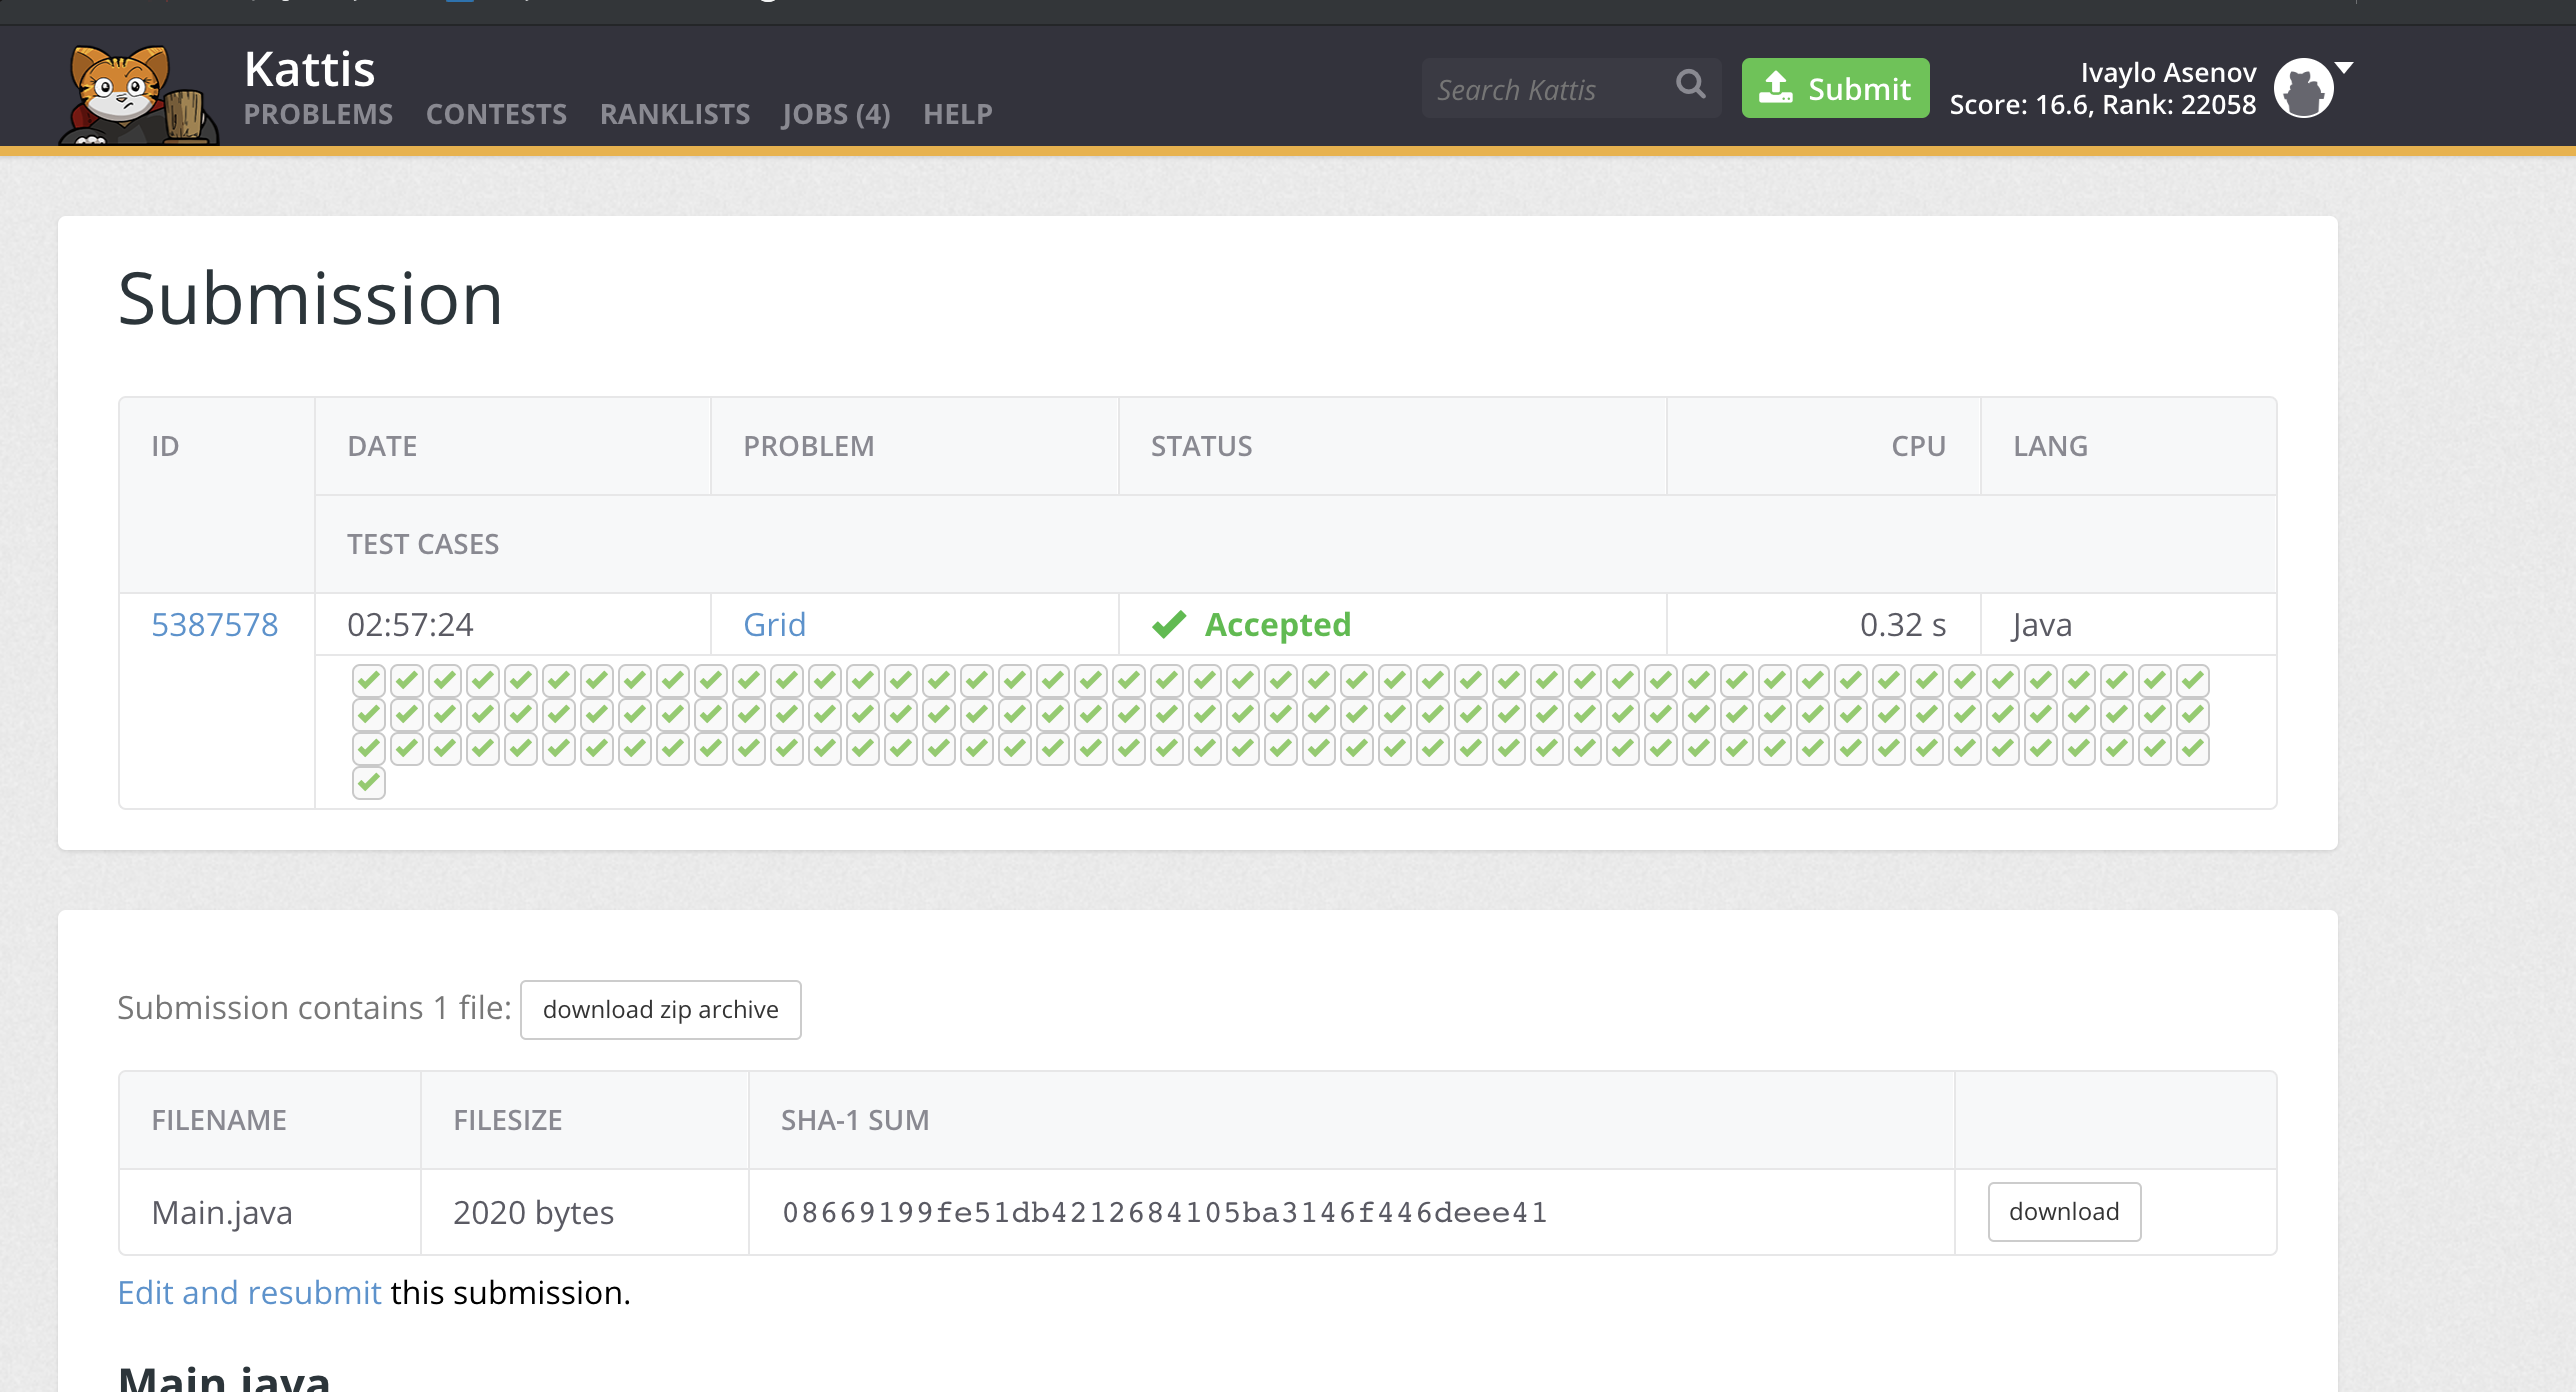 Kattis
PROBLEMS CONTESTS RANKLISTS JOBS (4) HELP
Search Kattis
Submit
Ivaylo Asenov
Score: 16.6, Rank: 22058
Submission
ID DATE PROBLEM STATUS CPU LANG
TEST CASES
5387578 02:57:24 Grid Accepted 0.32 s Java
Submission contains 1 file: download zip archive
FILENAME FILESIZE SHA-1 SUM
Main.java 2020 bytes 08669199fe51db4212684105ba3146f446deee41 download
Edit and resubmit this submission.
Main.java